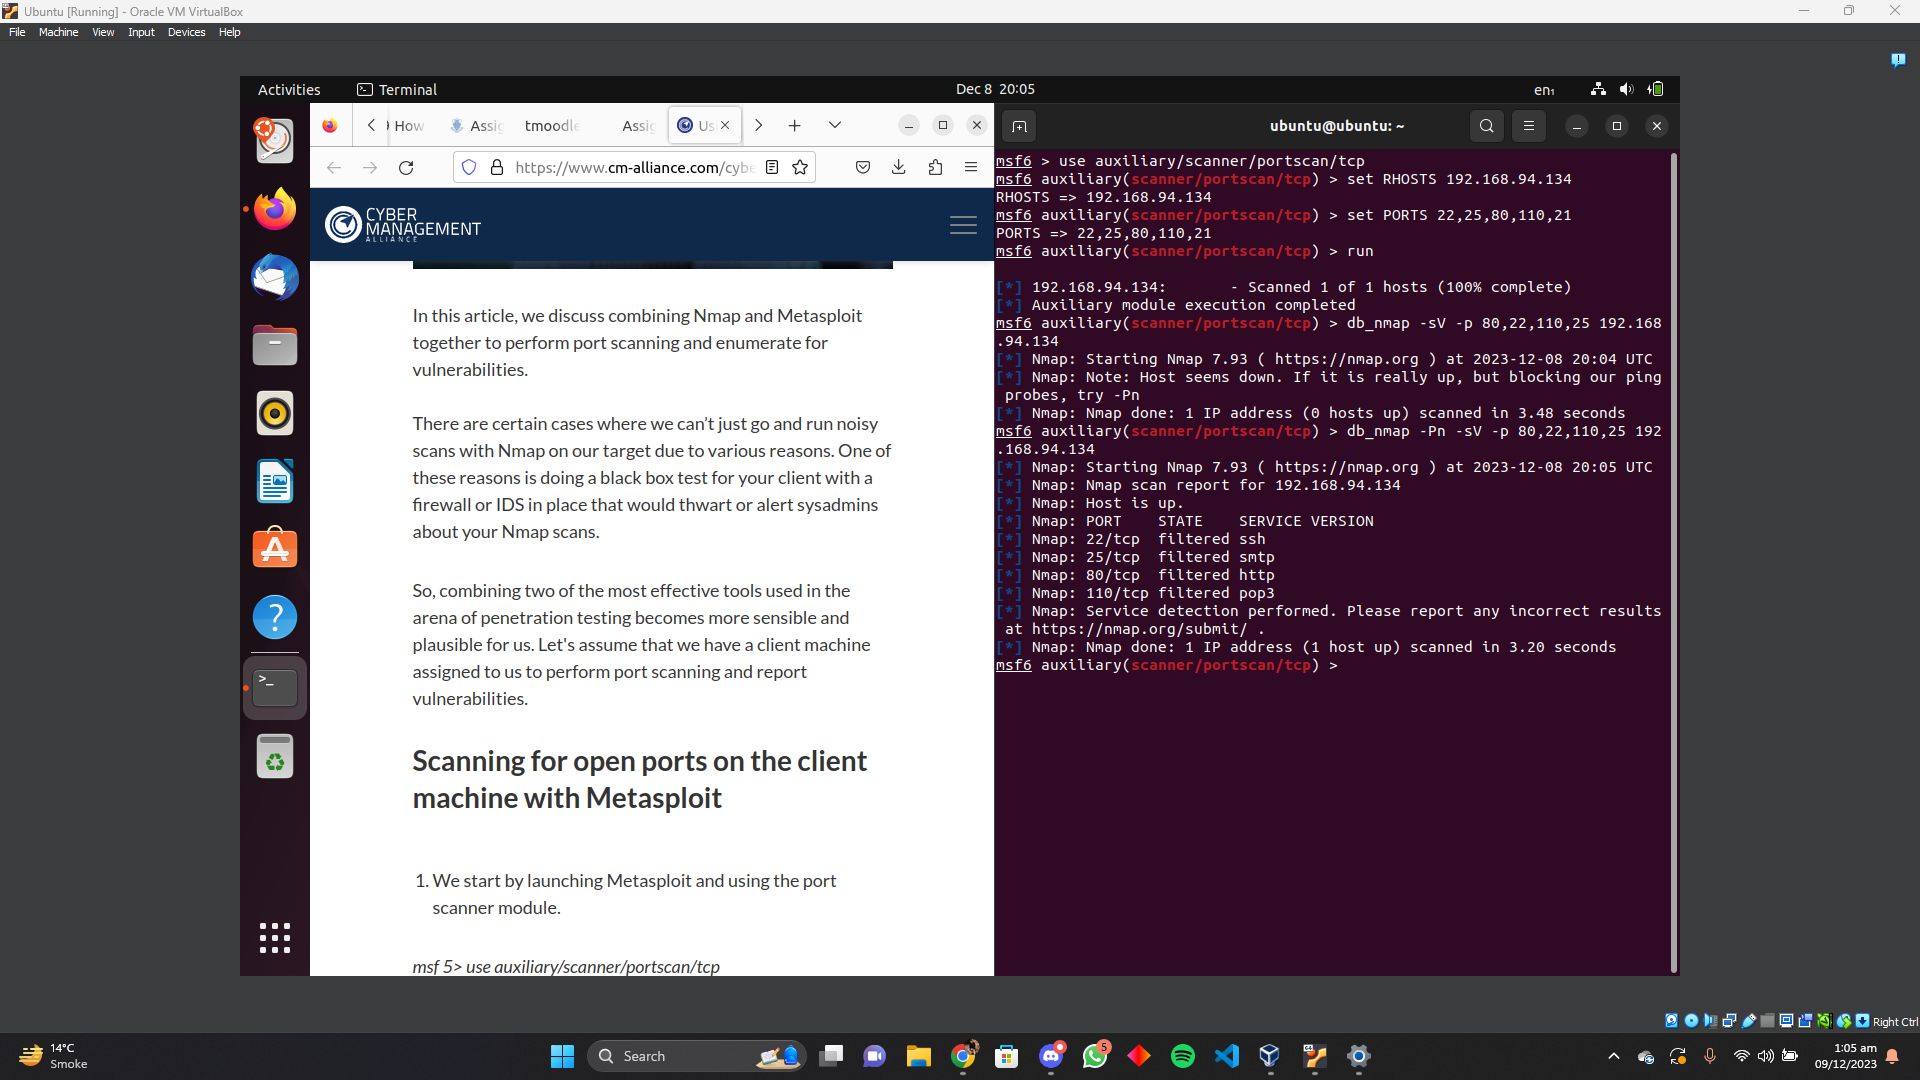 Ubuntu [Running] - Oracle VM VirtualBox
File Machine View Input Devices Help
Activities Terminal Dec 8 20:05 en₁
How Assig tmoodle Assig Us
https://www.cm-alliance.com/cybe
CYBER
MANAGEMENT
ALLIANCE
In this article, we discuss combining Nmap and Metasploit
together to perform port scanning and enumerate for
vulnerabilities.
There are certain cases where we can't just go and run noisy
scans with Nmap on our target due to various reasons. One of
these reasons is doing a black box test for your client with a
firewall or IDS in place that would thwart or alert sysadmins
about your Nmap scans.
So, combining two of the most effective tools used in the
arena of penetration testing becomes more sensible and
plausible for us. Let's assume that we have a client machine
assigned to us to perform port scanning and report
vulnerabilities.
Scanning for open ports on the client
machine with Metasploit
1. We start by launching Metasploit and using the port
scanner module.
msf 5> use auxiliary/scanner/portscan/tcp
ubuntu@ubuntu: ~
msf6 > use auxiliary/scanner/portscan/tcp
msf6 auxiliary(scanner/portscan/tcp) > set RHOSTS 192.168.94.134
RHOSTS => 192.168.94.134
msf6 auxiliary(scanner/portscan/tcp) > set PORTS 22,25,80,110,21
PORTS => 22,25,80,110,21
msf6 auxiliary(scanner/portscan/tcp) > run
[*] 192.168.94.134:       - Scanned 1 of 1 hosts (100% complete)
[*] Auxiliary module execution completed
msf6 auxiliary(scanner/portscan/tcp) > db_nmap -sV -p 80,22,110,25 192.168
.94.134
[*] Nmap: Starting Nmap 7.93 ( https://nmap.org ) at 2023-12-08 20:04 UTC
[*] Nmap: Note: Host seems down. If it is really up, but blocking our ping
probes, try -Pn
[*] Nmap: Nmap done: 1 IP address (0 hosts up) scanned in 3.48 seconds
msf6 auxiliary(scanner/portscan/tcp) > db_nmap -Pn -sV -p 80,22,110,25 192
.168.94.134
[*] Nmap: Starting Nmap 7.93 ( https://nmap.org ) at 2023-12-08 20:05 UTC
[*] Nmap: Nmap scan report for 192.168.94.134
[*] Nmap: Host is up.
[*] Nmap: PORT    STATE    SERVICE VERSION
[*] Nmap: 22/tcp  filtered ssh
[*] Nmap: 25/tcp  filtered smtp
[*] Nmap: 80/tcp  filtered http
[*] Nmap: 110/tcp filtered pop3
[*] Nmap: Service detection performed. Please report any incorrect results
at https://nmap.org/submit/ .
[*] Nmap: Nmap done: 1 IP address (1 host up) scanned in 3.20 seconds
msf6 auxiliary(scanner/portscan/tcp) >
Right Ctrl
14°C
Smoke
Search
5
1:05 am
09/12/2023